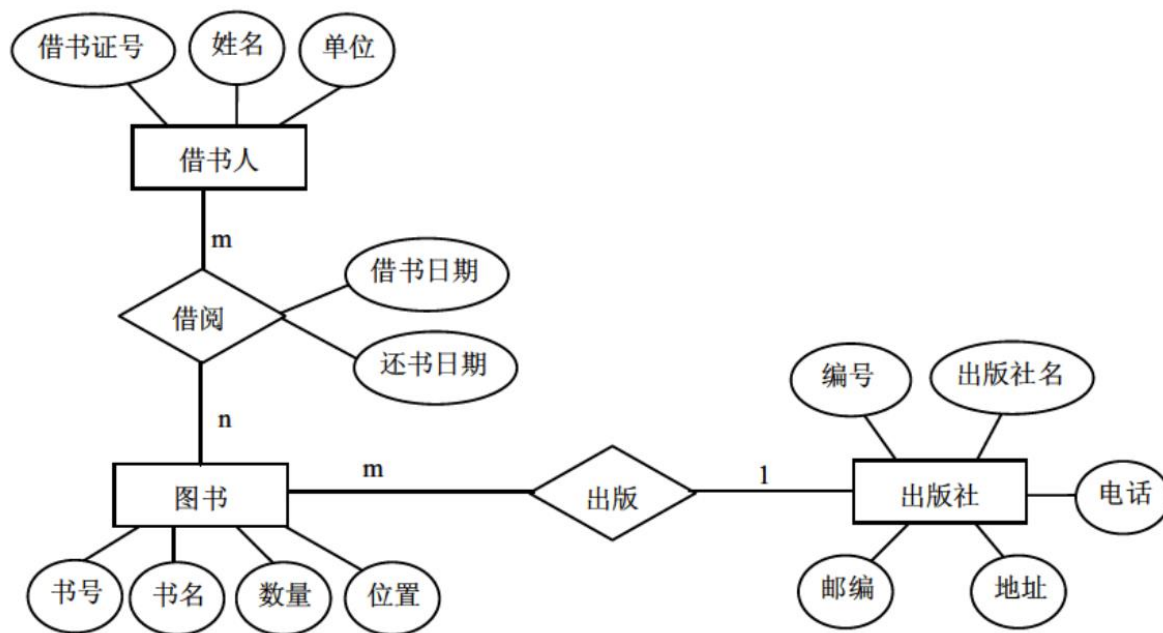 借书证号 姓名 单位
借书人
m
借书日期
借阅
还书日期
编号 出版社名
n
m 1
图书 出版 出版社 电话
书号 书名 数量 位置 邮编 地址